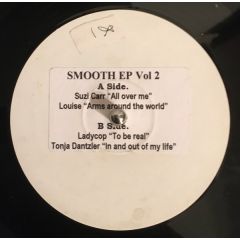 SMOOTH EP Vol 2
A Side.
Suzi Carr "All over me"
Louise "Arms around the world"
B Side.
Ladycop "To be real"
Tonja Dantzler "In and out of my life"